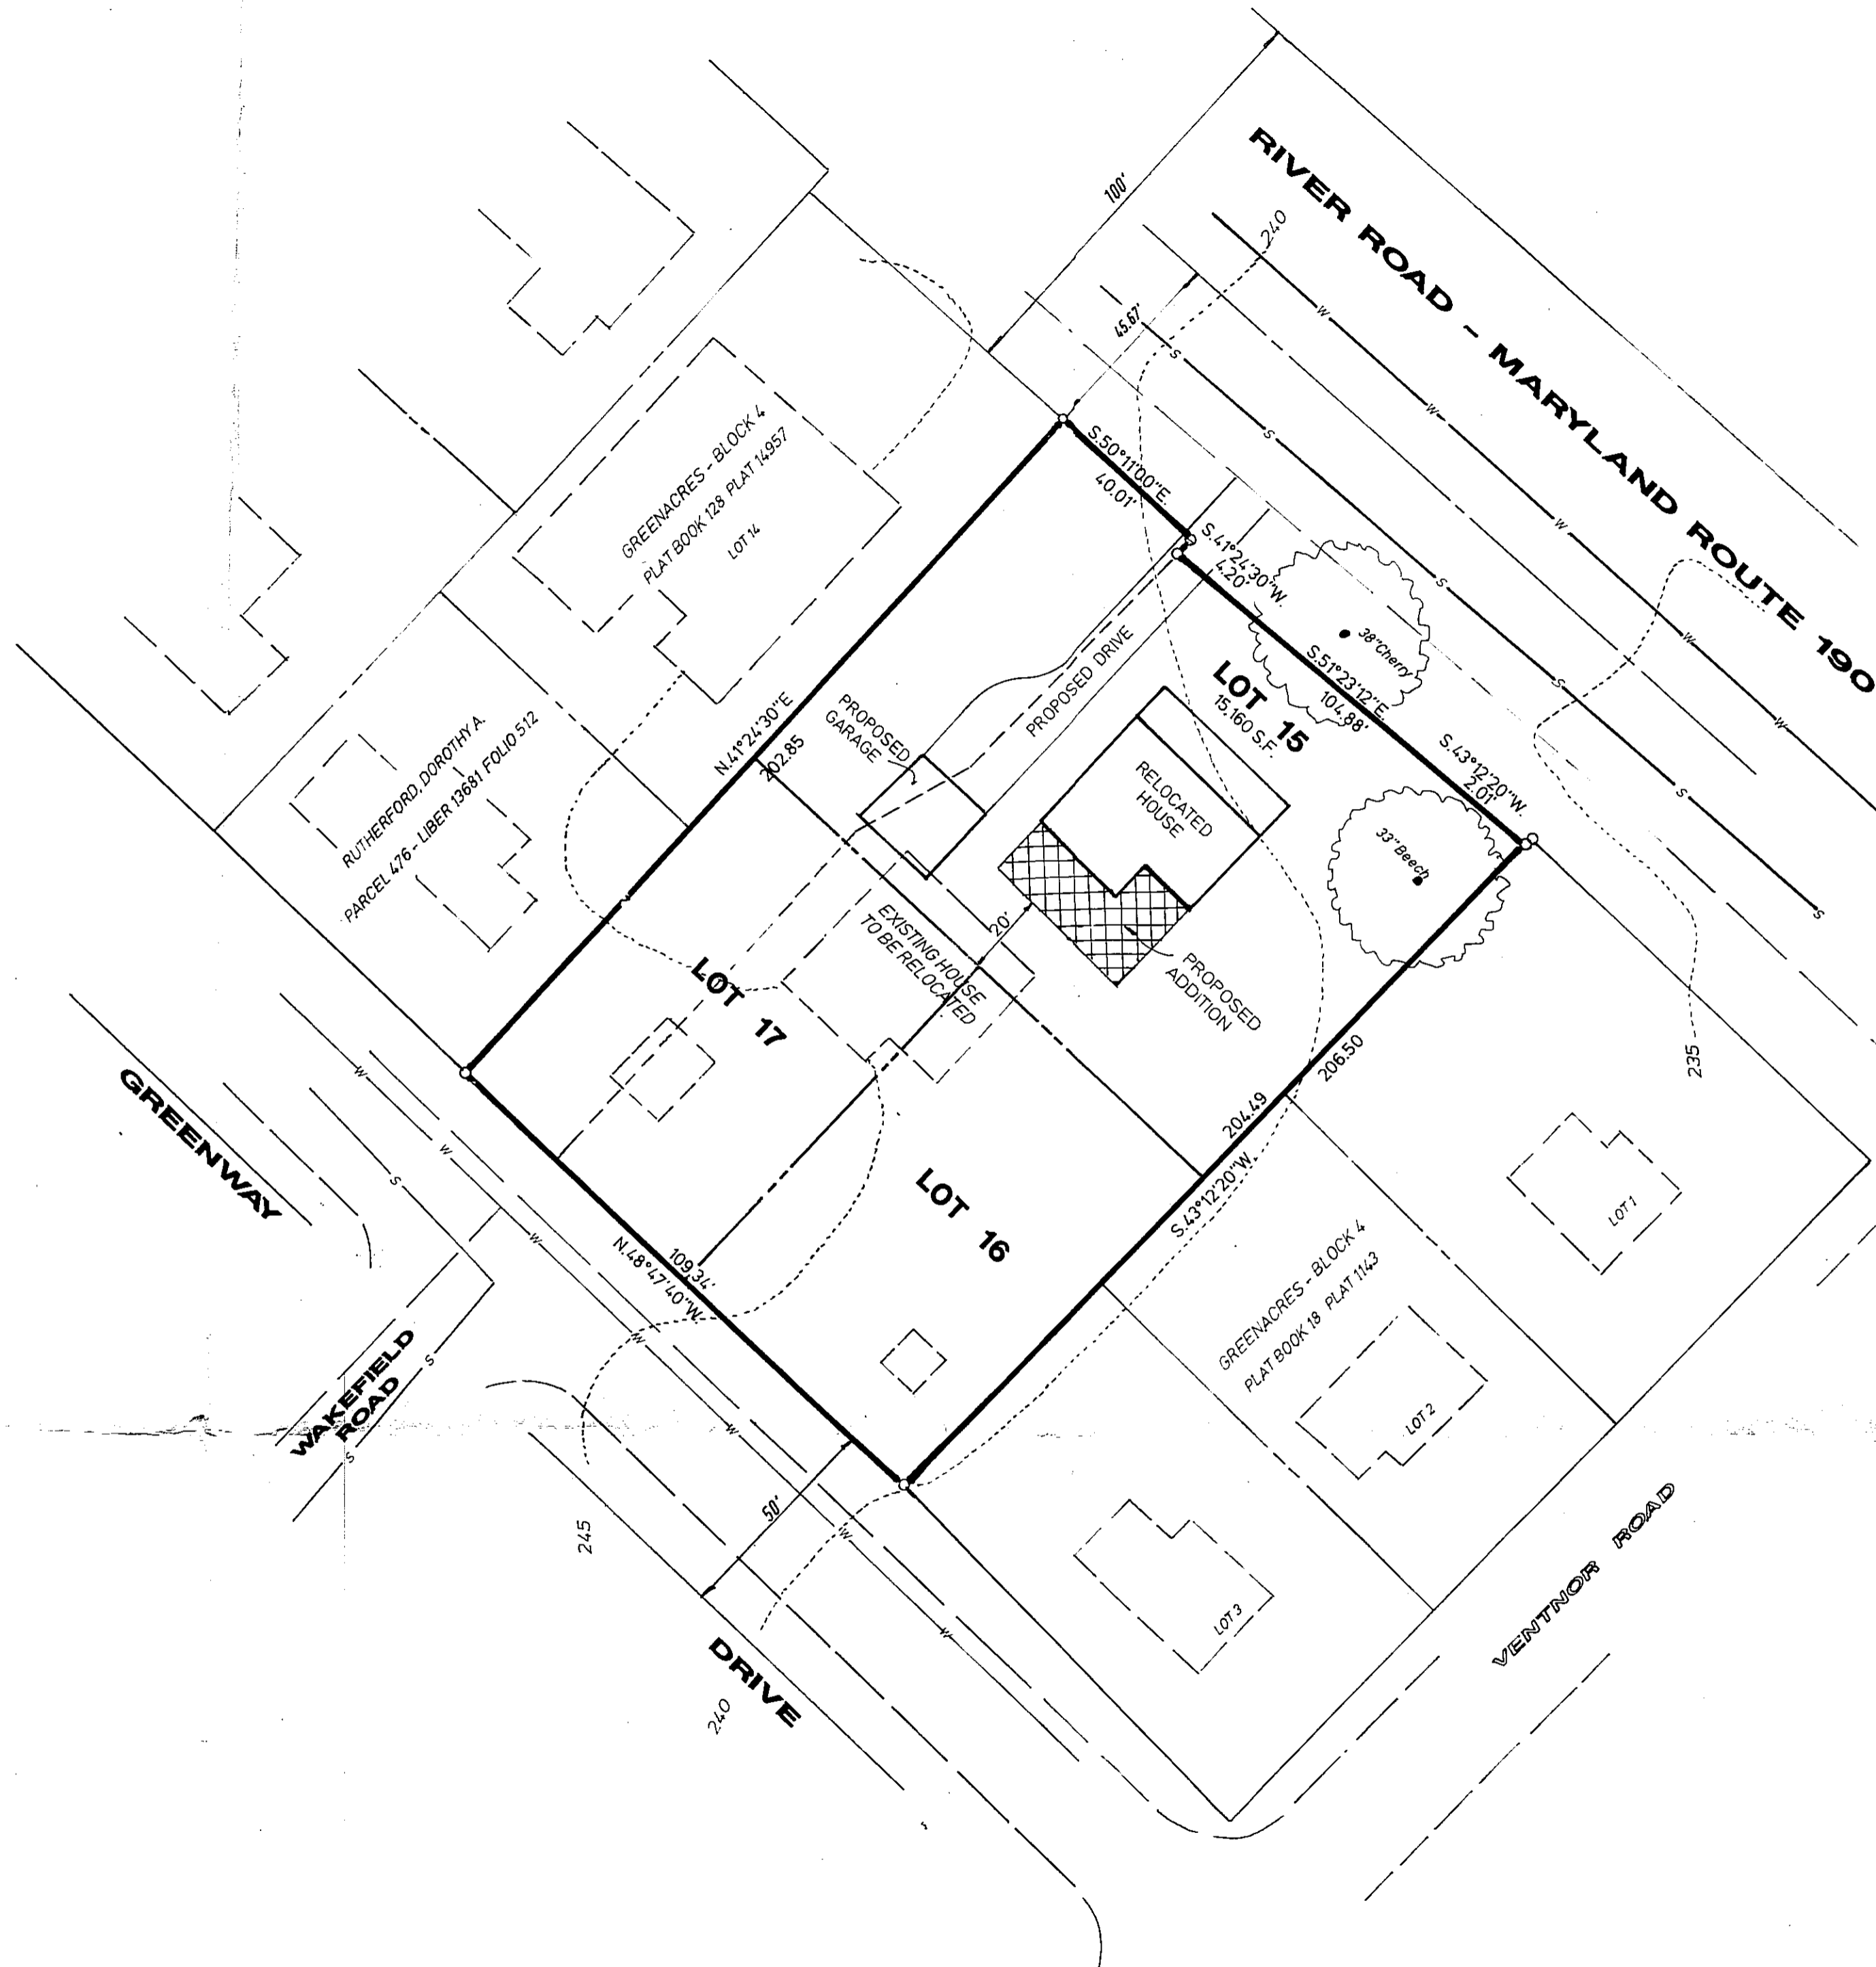 RIVER ROAD - MARYLAND ROUTE 190
100'
240
45.67'
W
W
W
W
W
W
S
S
S
S
S
S
GREENACRES - BLOCK 4
PLAT BOOK 128 PLAT 14957
LOT 14
S.50°11'00"E.
40.01'
S.41°24'30"W.
4.20'
38"Cherry
S.51°23'12"E.
104.88'
LOT 15
15,160 S.F.
PROPOSED DRIVE
N.41°24'30"E
202.85
PROPOSED
GARAGE
RELOCATED
HOUSE
S.43°12'20"W.
2.01'
33"Beech
RUTHERFORD, DOROTHY A.
PARCEL 476 - LIBER 13681 FOLIO 512
EXISTING HOUSE
TO BE RELOCATED
20'
PROPOSED
ADDITION
LOT 17
206.50
204.49
S.43°12'20"W.
235
GREENWAY
W
W
W
W
W
W
W
S
LOT 16
LOT 1
N.48°47'40"W.
109.34'
GREENACRES - BLOCK 4
PLAT BOOK 18 PLAT 1143
WAKEFIELD
ROAD
S
S
LOT 2
50'
245
LOT 3
VENTNOR ROAD
DRIVE
240